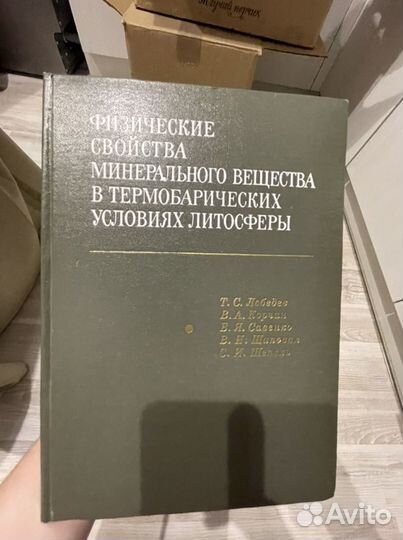 ФИЗИЧЕСКИЕ
СВОЙСТВА
МИНЕРАЛЬНОГО ВЕЩЕСТВА
В ТЕРМОБАРИЧЕСКИХ
УСЛОВИЯХ ЛИТОСФЕРЫ
Т. С. Лебедев
В. А. Корчин
Б. Я. Савенко
В. И. Шаповал
С. И. Шепель
Avito